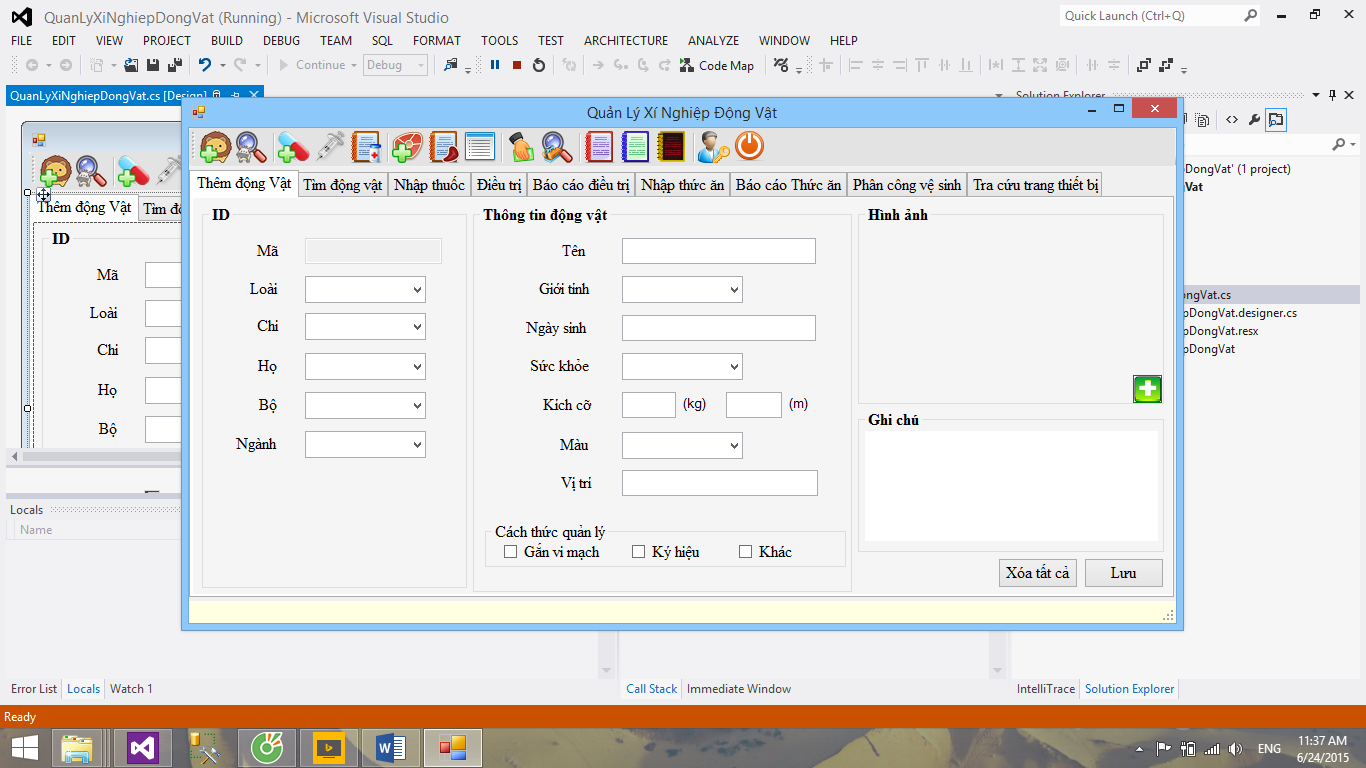 QuanLyXiNghiepDongVat (Running) - Microsoft Visual Studio
Quick Launch (Ctrl+Q)
FILE EDIT VIEW PROJECT BUILD DEBUG TEAM SQL FORMAT TOOLS TEST ARCHITECTURE ANALYZE WINDOW HELP
Continue Debug Code Map
QuanLyXiNghiepDongVat.cs [Design]
Solution Explorer
Quản Lý Xí Nghiệp Động Vật
Thêm động Vật Tìm động vật Nhập thuốc Điều trị Báo cáo điều trị Nhập thức ăn Báo cáo Thức ăn Phân công vệ sinh Tra cứu trang thiết bị
ID
Mã
Loài
Chi
Họ
Bộ
Ngành
Thông tin động vật
Tên
Giới tính
Ngày sinh
Sức khỏe
Kích cỡ (kg) (m)
Màu
Vị trí
Cách thức quản lý
Gắn vi mạch Ký hiệu Khác
Hình ảnh
Ghi chú
Xóa tất cả Lưu
Thêm động Vật
ID
Mã
Loài
Chi
Họ
Bộ
DongVat' (1 project)
Vat
ongVat.cs
pDongVat.designer.cs
pDongVat.resx
pDongVat
Locals
Name
Error List Locals Watch 1
Call Stack Immediate Window
IntelliTrace Solution Explorer
Ready
ENG
11:37 AM
6/24/2015